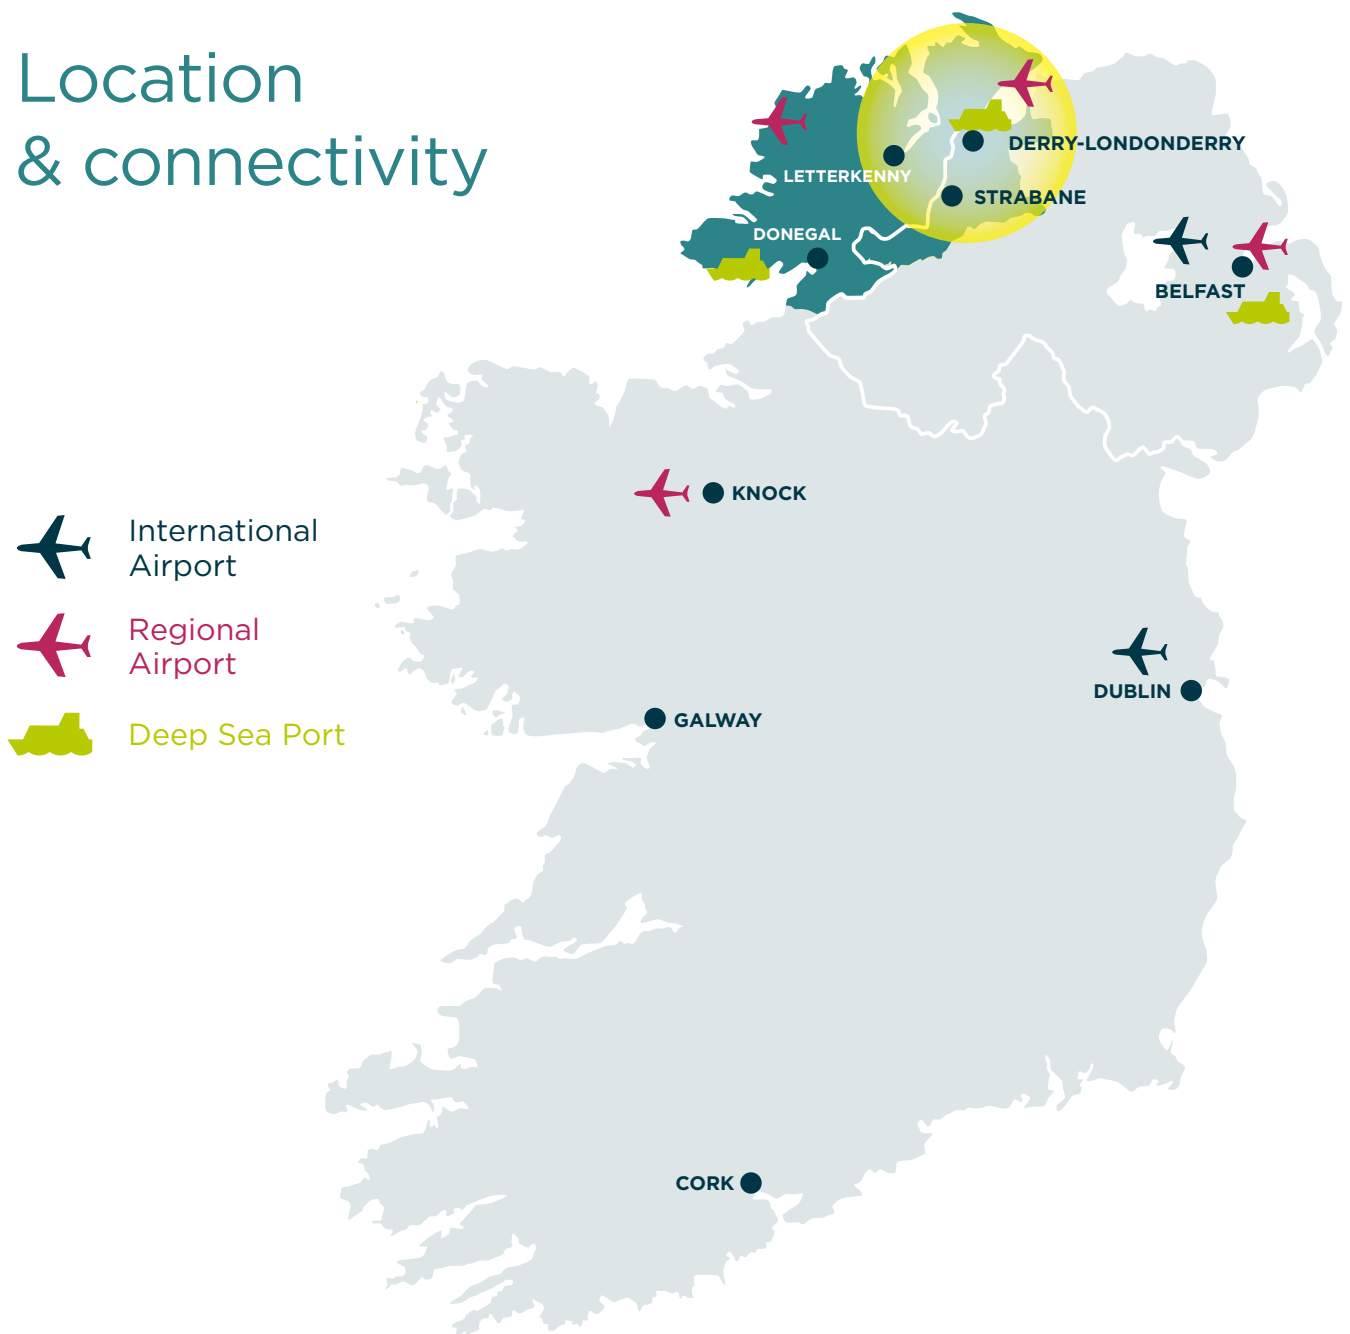 Location
& connectivity
DERRY-LONDONDERRY
LETTERKENNY
STRABANE
DONEGAL
BELFAST
KNOCK
International
Airport
Regional
Airport
DUBLIN
GALWAY
Deep Sea Port
CORK